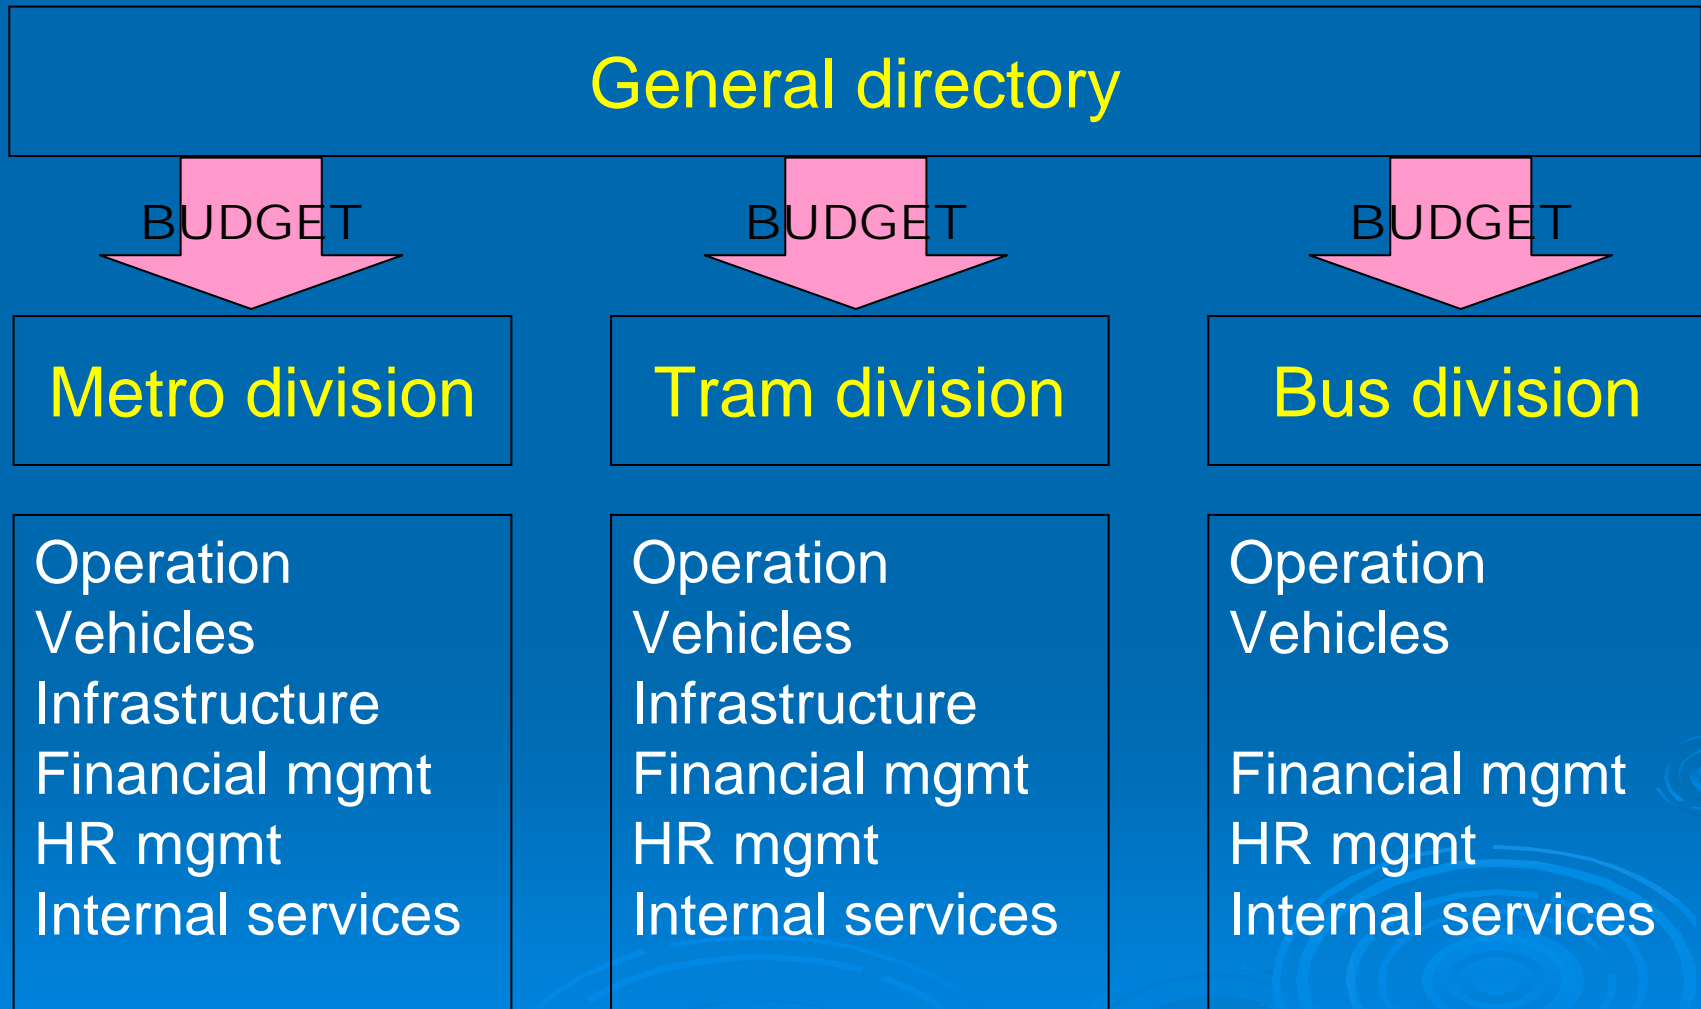 General directory
BUDGET
BUDGET
BUDGET
Metro division
Tram division
Bus division
Operation
Vehicles
Infrastructure
Financial mgmt
HR mgmt
Internal services
Operation
Vehicles
Infrastructure
Financial mgmt
HR mgmt
Internal services
Operation
Vehicles
Financial mgmt
HR mgmt
Internal services